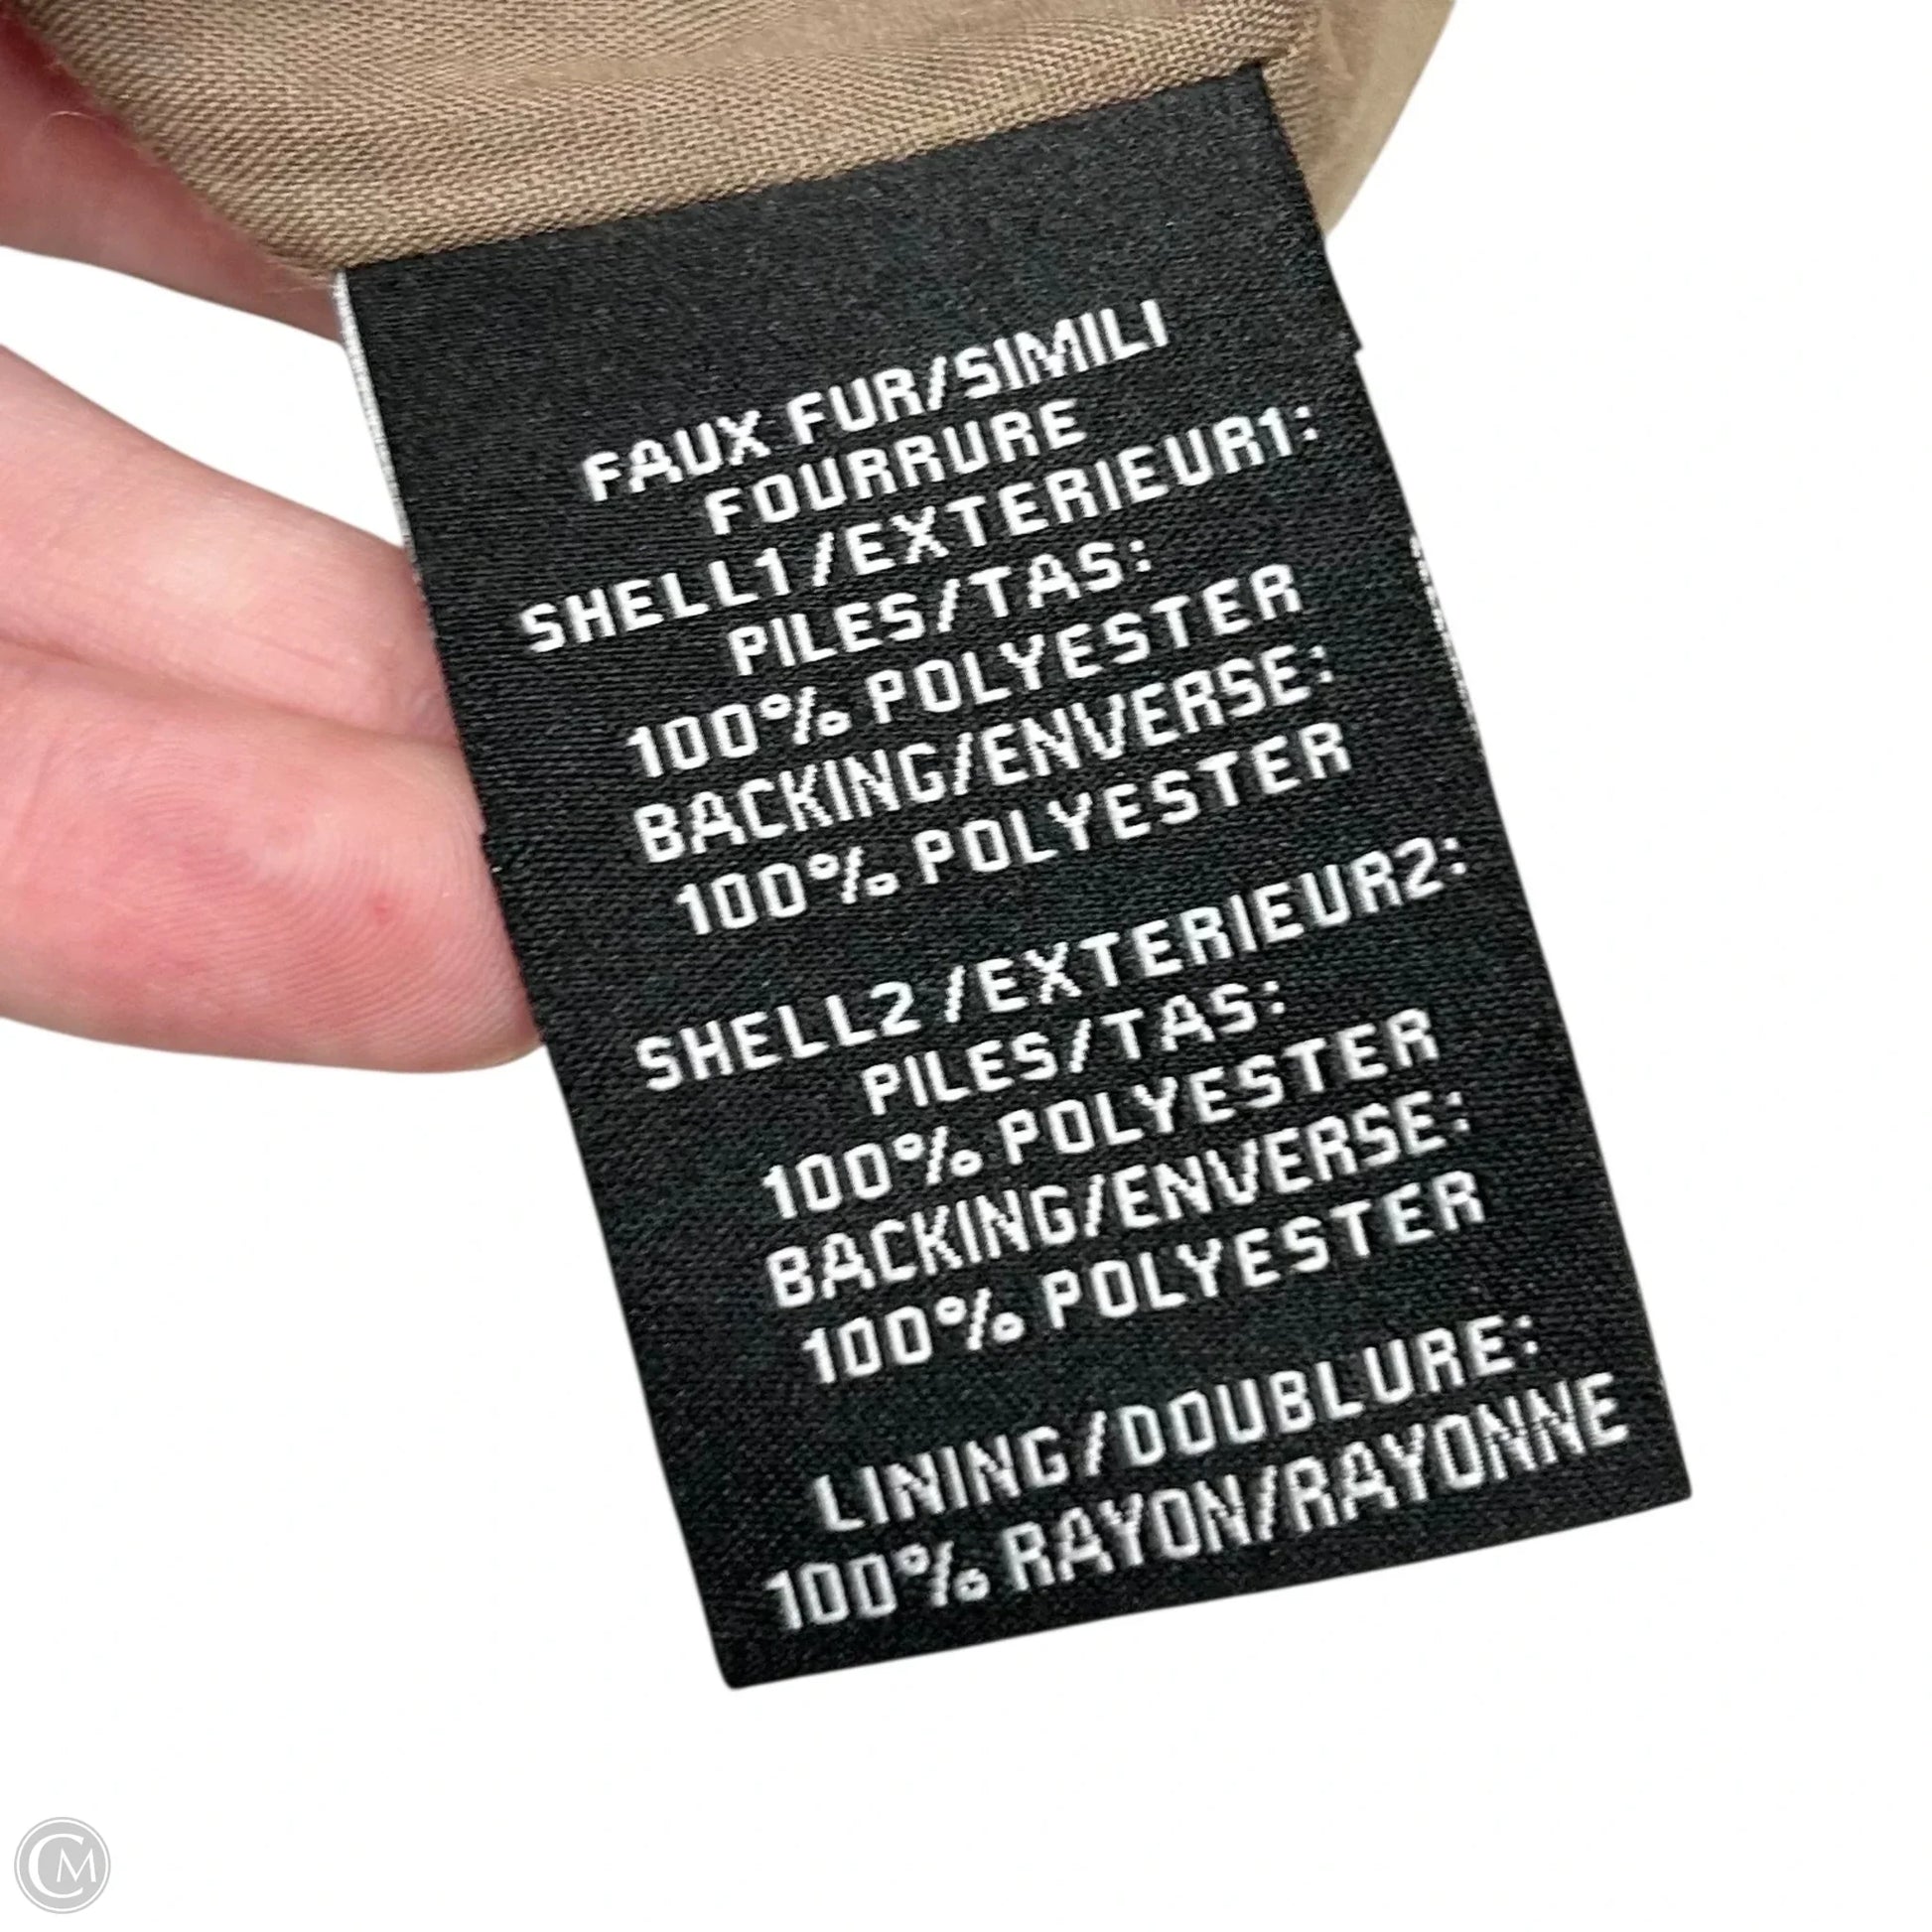 FAUX FUR/SIMILI
FOURRURE
SHELL1/EXTERIEUR1:
PILES/TAS:
100% POLYESTER
BACKING/ENVERSE:
100% POLYESTER
SHELL2/EXTERIEUR2:
PILES/TAS:
100% POLYESTER
BACKING/ENVERSE:
100% POLYESTER
LINING/DOUBLURE:
100% RAYON/RAYONNE
CM